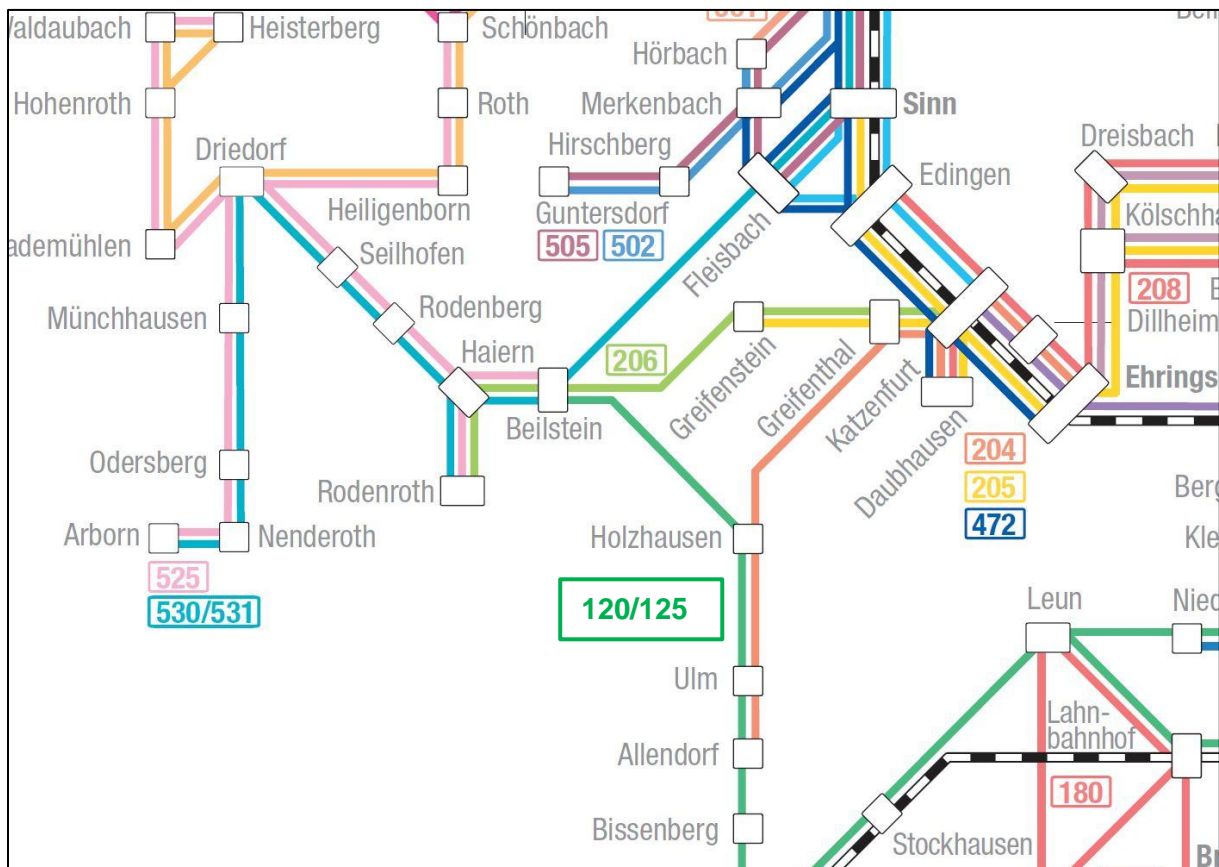 Waldaubach
Heisterberg
Schönbach
Hörbach
Hohenroth
Roth
Merkenbach
Sinn
Driedorf
Hirschberg
Dreisbach
Edingen
Heiligenborn
Guntersdorf
505 502
Fleisbach
Kölschha
ademühlen
Seilhofen
208
Münchhausen
Rodenberg
Dillheim
Haiern
206
Greifenstein
Greifenthal
Katzenfurt
Daubhausen
Ehrings
Beilstein
204
205
472
Odersberg
Rodenroth
Berg
Arborn
Nenderoth
Holzhausen
Kle
525
530/531
120/125
Leun
Nied
Ulm
Lahn-
bahnhof
Allendorf
180
Bissenberg
Stockhausen